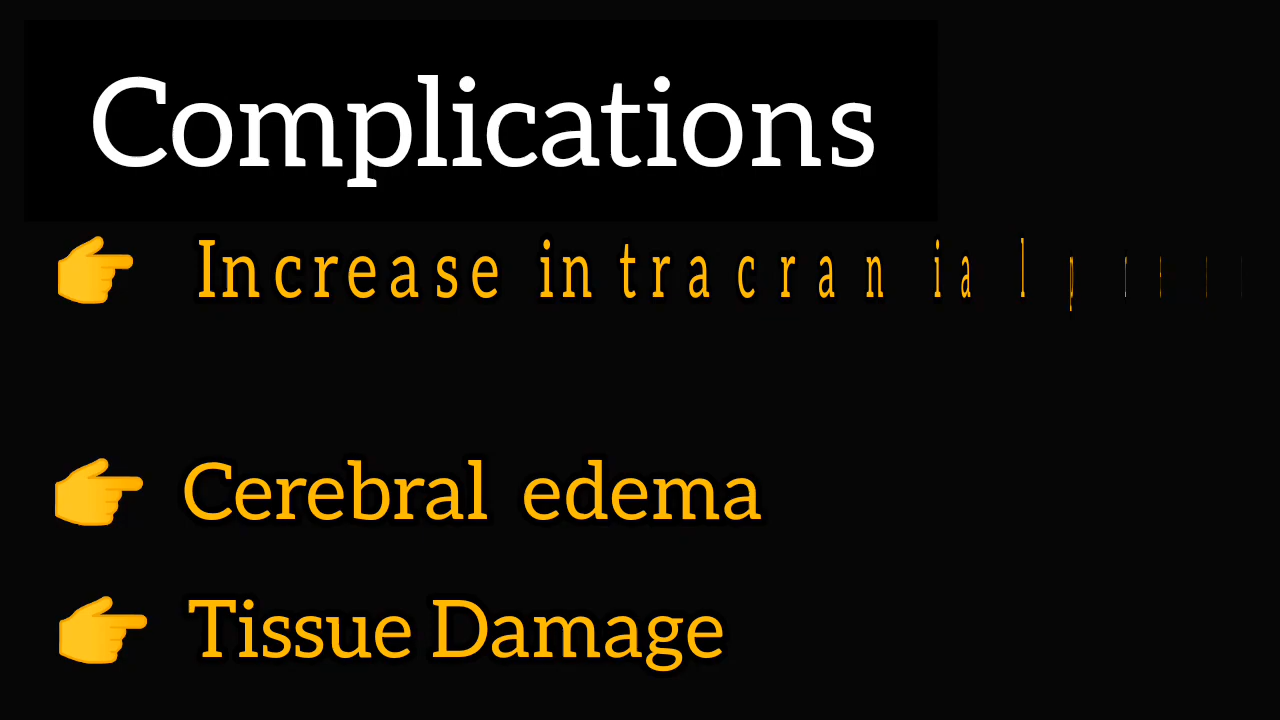 Complications
👉 Increase intracranial
👉 Cerebral edema
👉 Tissue Damage